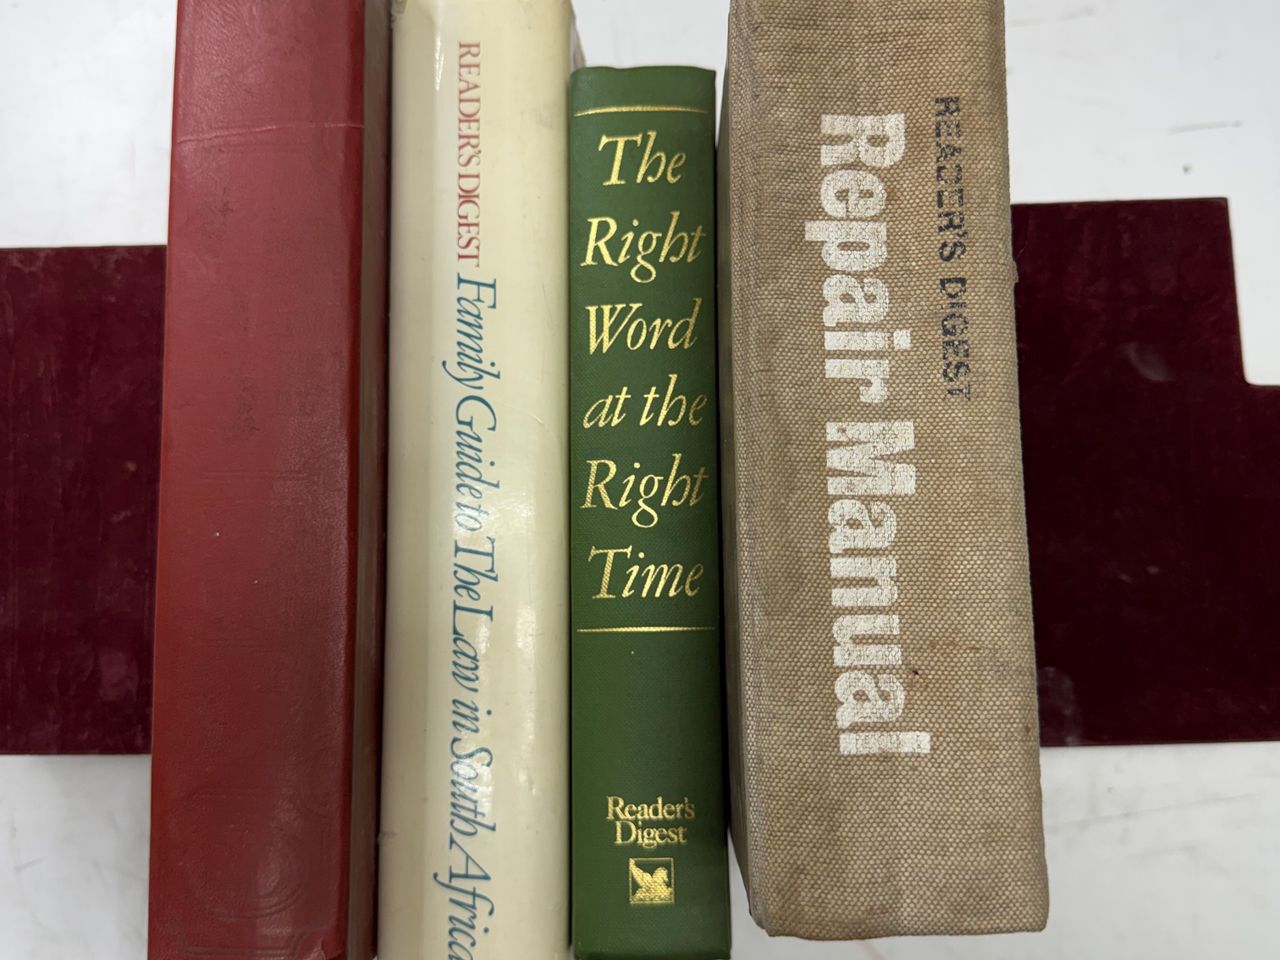 READER'S DIGEST Family Guide to The Law in South Africa
The
Right
Word
at the
Right
Time
Reader's
Digest
READER'S DIGEST
Repair Manual